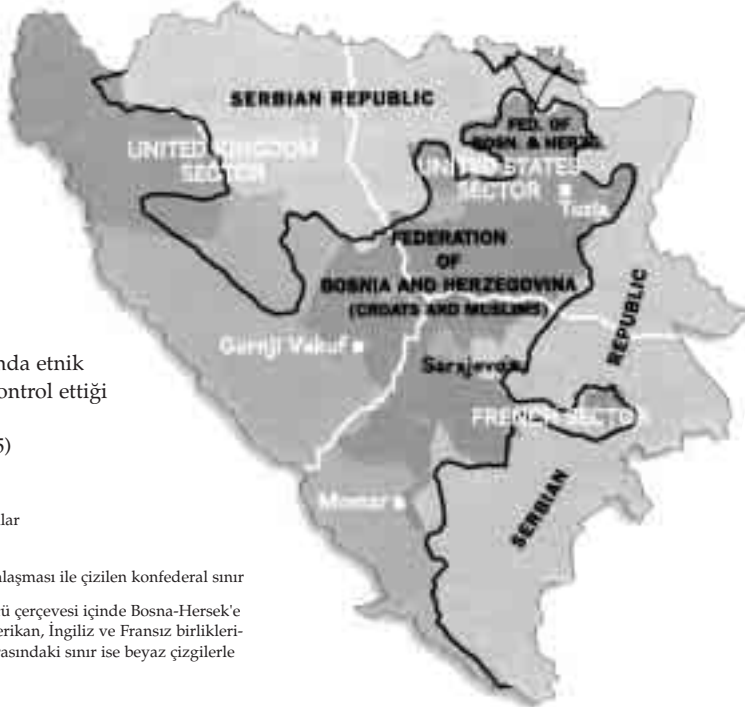 SERBIAN REPUBLIC
FED. OF
BOSN. & HERZG.
UNITED KINGDOM
SECTOR
UNITED STATES
SECTOR
Tuzla
FEDERATION
OF
BOSNIA AND HERZEGOVINA
(CROATS AND MUSLIMS)
REPUBLIC
Gornji Vakuf
Sarajevo
nda etnik
ontrol ettiği
FRENCH SECTOR
5)
SERBIAN
Mostar
lar
laşması ile çizilen konfederal sınır
ü çerçevesi içinde Bosna-Hersek'e
erikan, İngiliz ve Fransız birlikleri-
rasındaki sınır ise beyaz çizgilerle